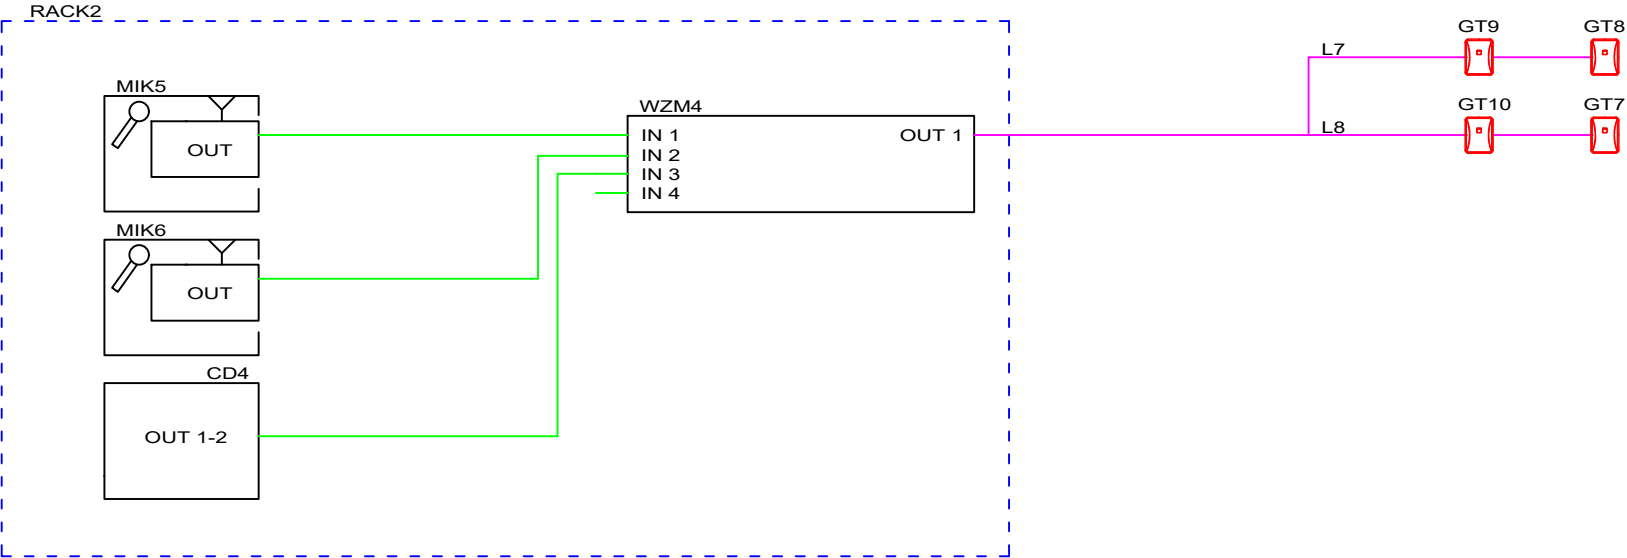 RACK2
GT9
GT8
L7
MIK5
WZM4
GT10
GT7
OUT
IN 1
OUT 1
L8
IN 2
IN 3
IN 4
MIK6
OUT
CD4
OUT 1-2